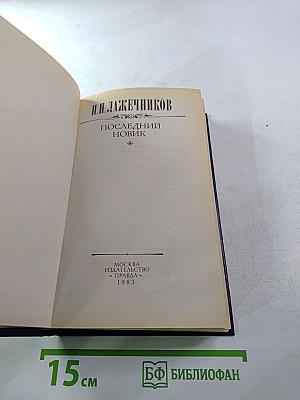 И.И.ЛАЖЕЧНИКОВ
ПОСЛЕДНИЙ
НОВИК
МОСКВА
ИЗДАТЕЛЬСТВО
«ПРАВДА»
1983
15 см
БФ БИБЛИОФАН